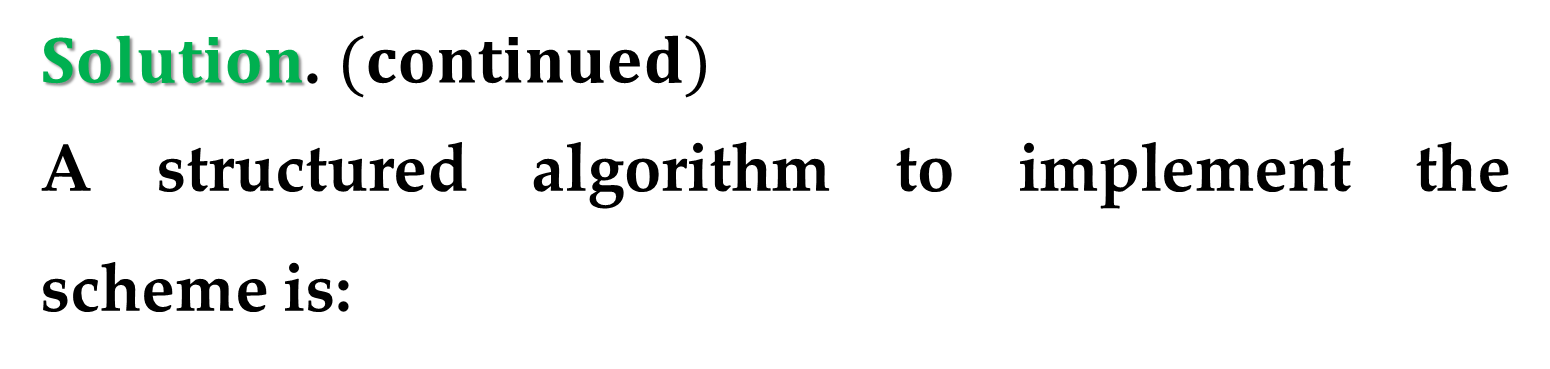 Solution. (continued)
A structured algorithm to implement the
scheme is: